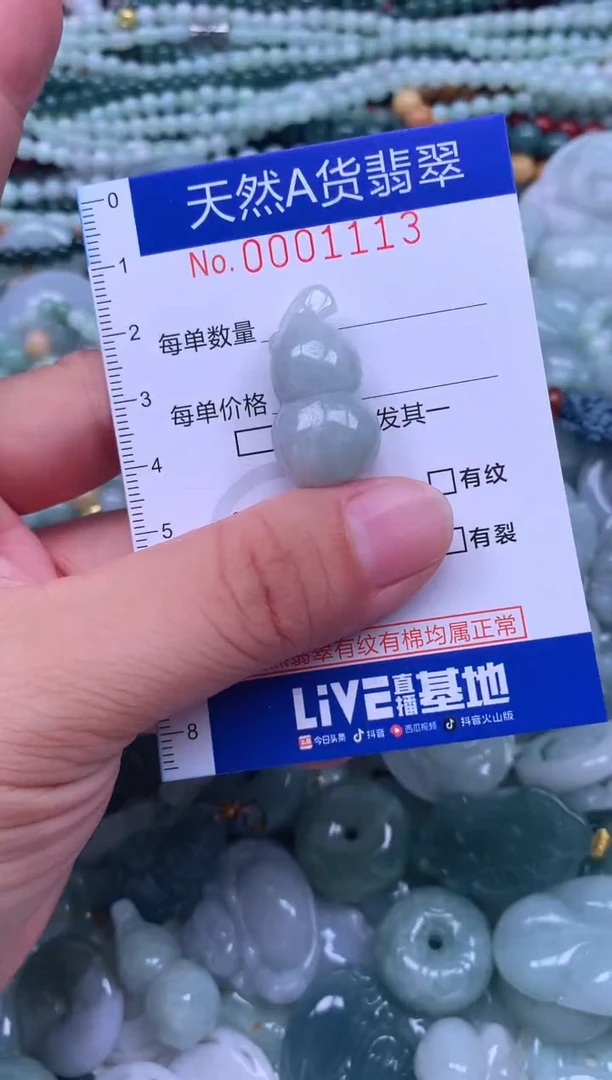 天然A货翡翠
No.0001113
0
1
2
3
4
5
8
每单数量
每单价格
发其一
有纹
有裂
翡翠有纹有棉均属正常
LiVE直播基地
今日头条 抖音 西瓜视频 抖音火山版